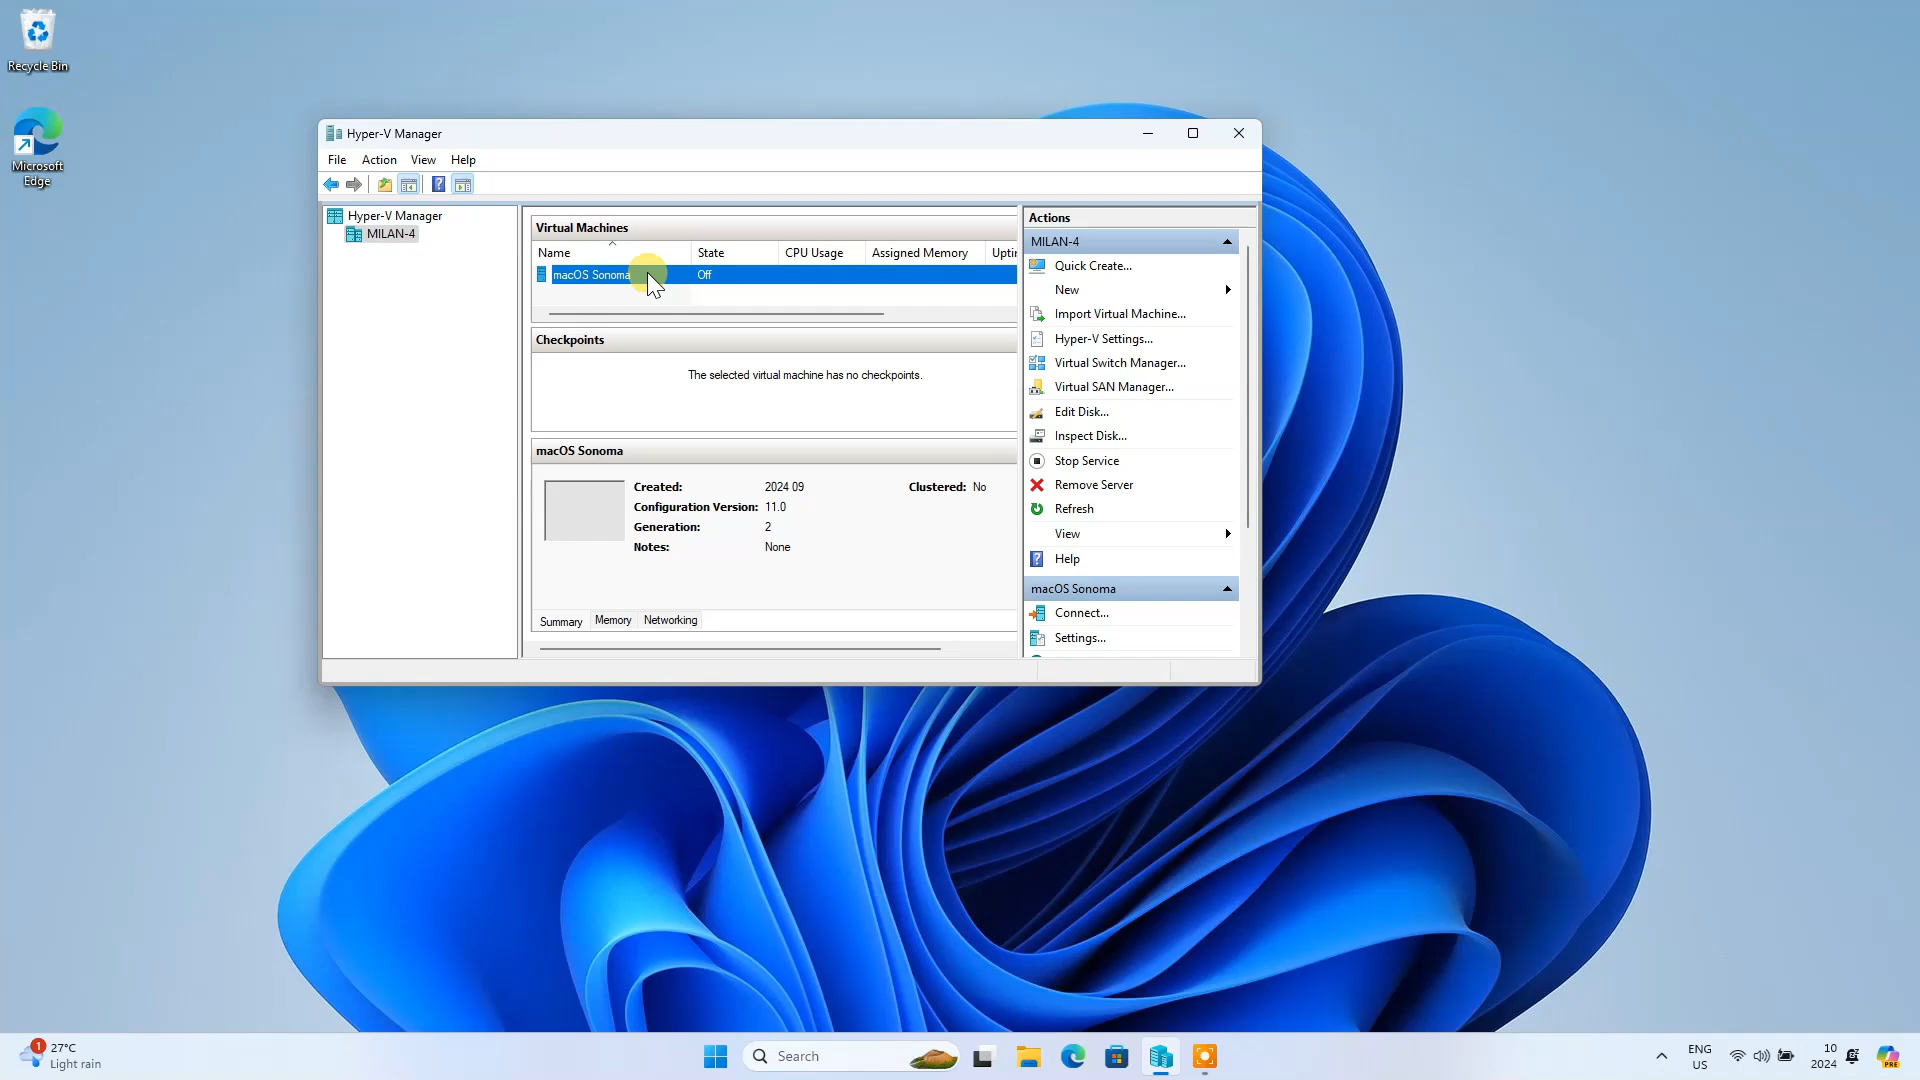 Recycle Bin
Microsoft
Edge
Hyper-V Manager
File Action View Help
Hyper-V Manager
MILAN-4
Virtual Machines
Name State CPU Usage Assigned Memory Uptir
macOS Sonoma Off
Checkpoints
The selected virtual machine has no checkpoints.
macOS Sonoma
Created: 2024 09 Clustered: No
Configuration Version: 11.0
Generation: 2
Notes: None
Summary Memory Networking
Actions
MILAN-4
Quick Create...
New
Import Virtual Machine...
Hyper-V Settings...
Virtual Switch Manager...
Virtual SAN Manager...
Edit Disk...
Inspect Disk...
Stop Service
Remove Server
Refresh
View
Help
macOS Sonoma
Connect...
Settings...
1
27°C
Light rain
Search
ENG
US
10
2024
PRE